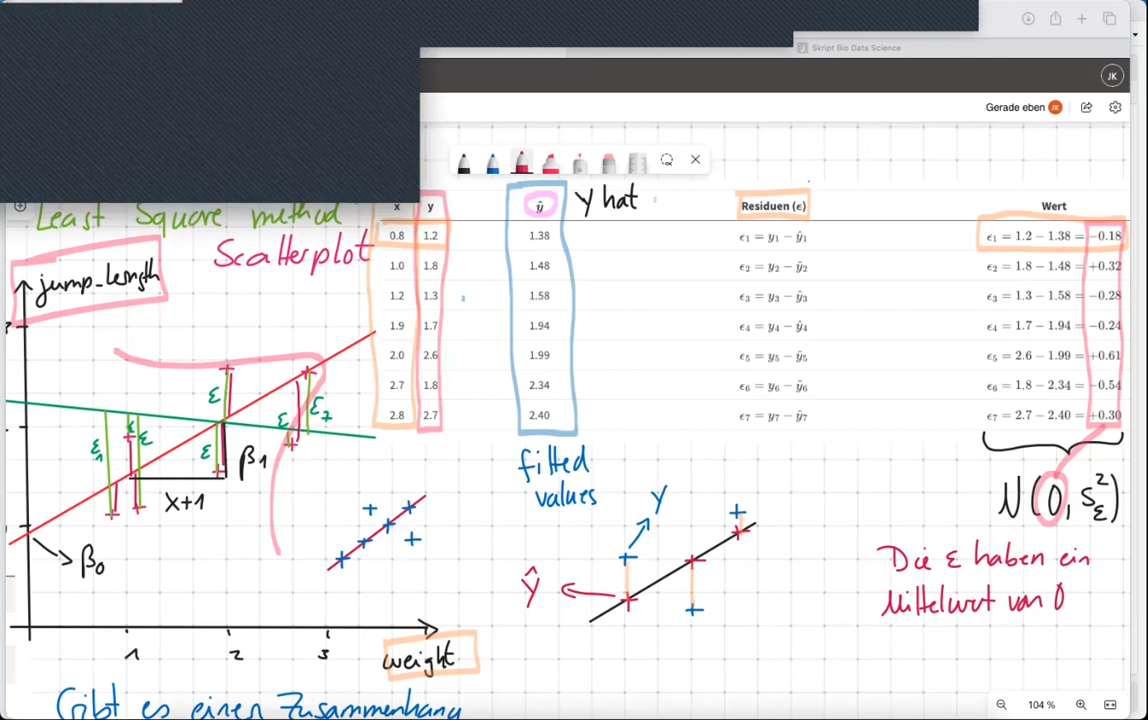 Skript Bio Data Science
JK
Gerade eben JK
Least Square method
Scatterplot
jump_length
ε1 ε ε ε ε ε7
β1
x+1
β0
1 2 3
weight
Gibt es einen Zusammenhang
x y ŷ Residuen (ϵ) Wert
y hat
0.8 1.2 1.38 ϵ1 = y1 − ŷ1 ϵ1 = 1.2 − 1.38 = −0.18
1.0 1.8 1.48 ϵ2 = y2 − ŷ2 ϵ2 = 1.8 − 1.48 = +0.32
1.2 1.3 1.58 ϵ3 = y3 − ŷ3 ϵ3 = 1.3 − 1.58 = −0.28
1.9 1.7 1.94 ϵ4 = y4 − ŷ4 ϵ4 = 1.7 − 1.94 = −0.24
2.0 2.6 1.99 ϵ5 = y5 − ŷ5 ϵ5 = 2.6 − 1.99 = +0.61
2.7 1.8 2.34 ϵ6 = y6 − ŷ6 ϵ6 = 1.8 − 2.34 = −0.54
2.8 2.7 2.40 ϵ7 = y7 − ŷ7 ϵ7 = 2.7 − 2.40 = +0.30
fitted
values
y
ŷ
N(0, s²ε)
Die ε haben ein
Mittelwert von 0
104 %